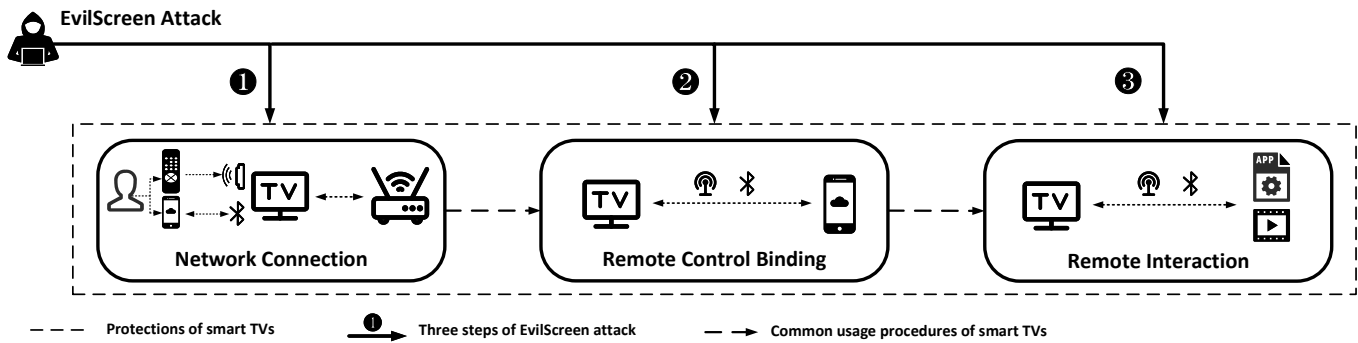 EvilScreen Attack
❶
❷
❸
TV
Network Connection
TV
Remote Control Binding
APP
TV
Remote Interaction
Protections of smart TVs
❶
Three steps of EvilScreen attack
Common usage procedures of smart TVs